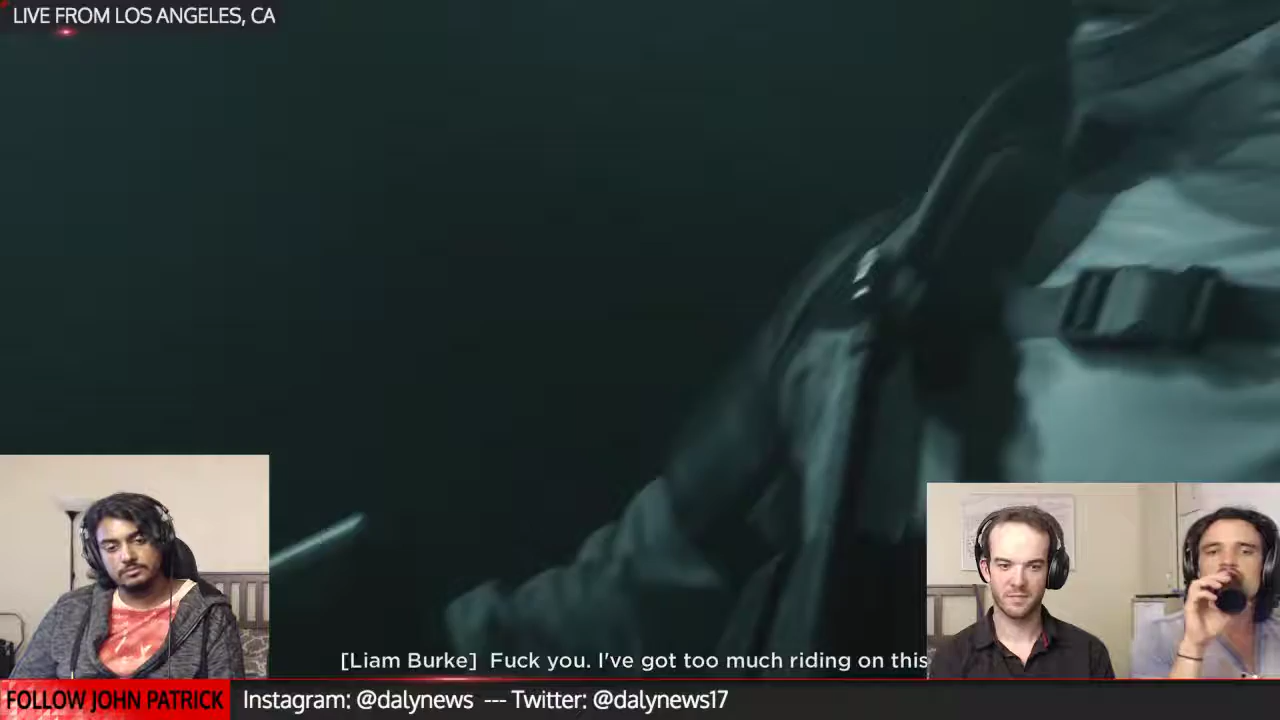 LIVE FROM LOS ANGELES, CA
[Liam Burke]  Fuck you. I've got too much riding on this
FOLLOW JOHN PATRICK
Instagram: @dalynews --- Twitter: @dalynews17